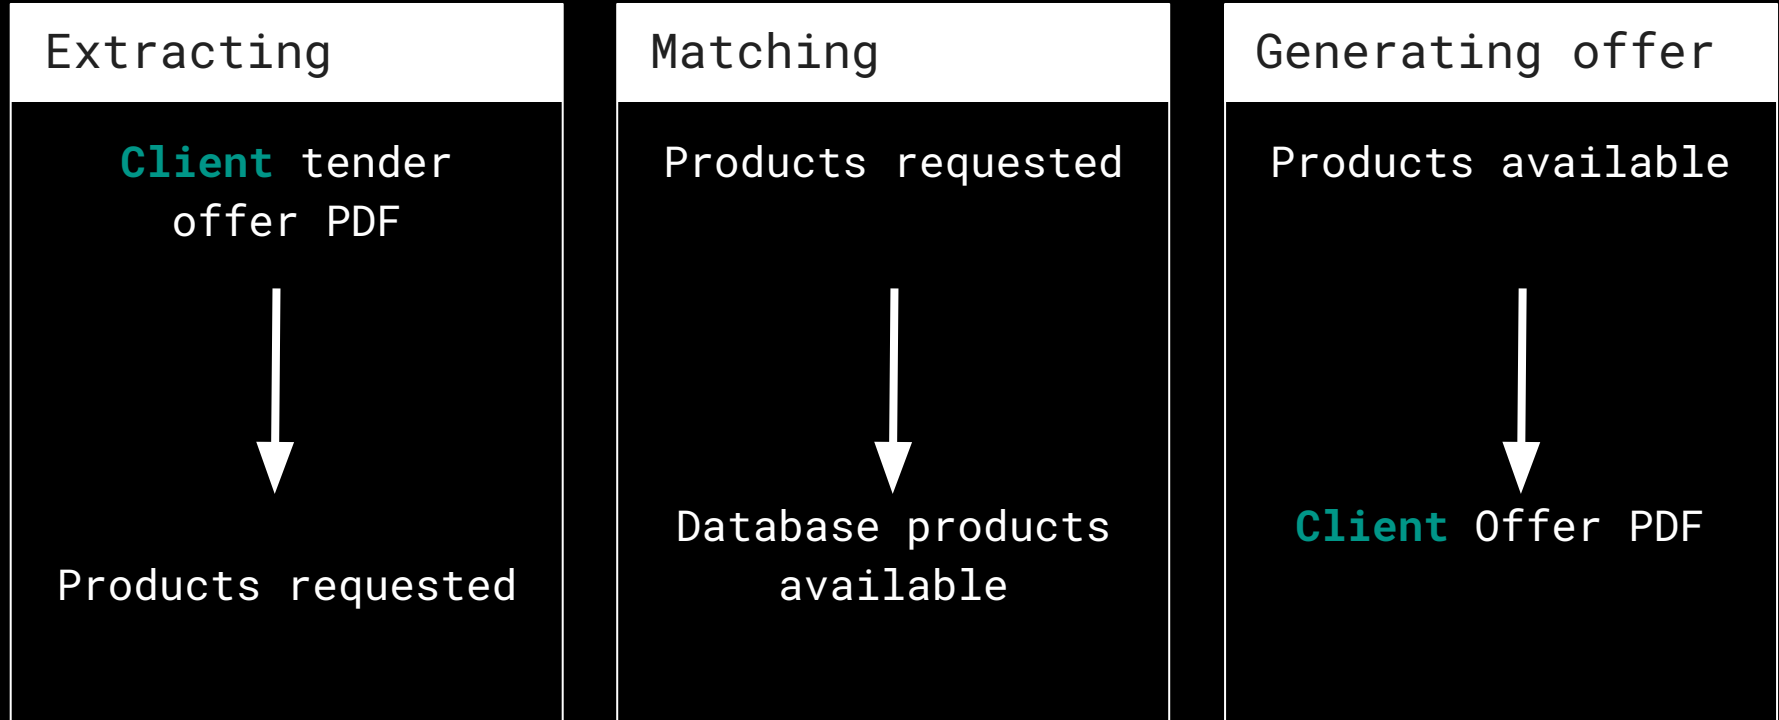 Extracting
Client tender
offer PDF
Products requested
Matching
Products requested
Database products
available
Generating offer
Products available
Client Offer PDF